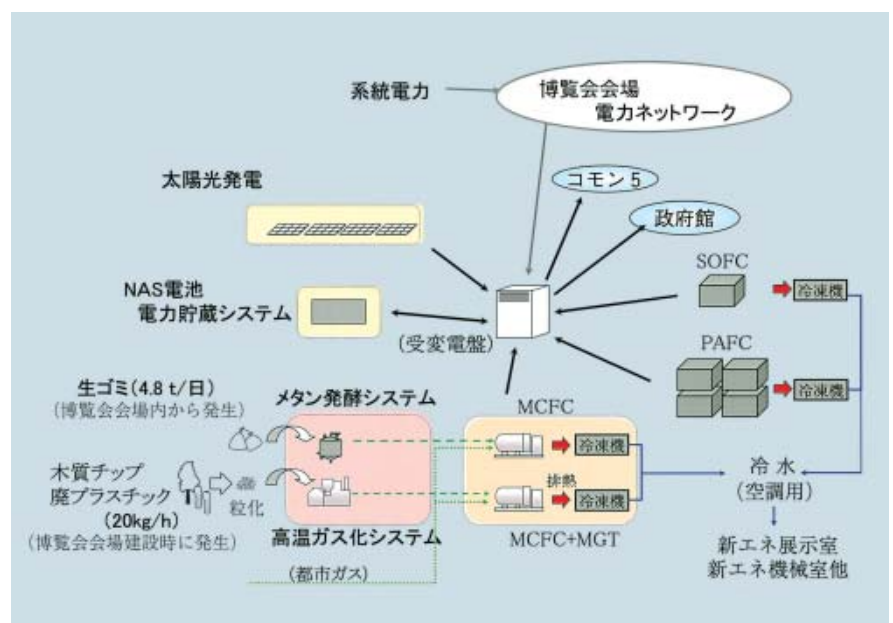 系統電力
博覧会会場
電力ネットワーク
太陽光発電
コモン5
政府館
SOFC
冷凍機
NAS電池
電力貯蔵システム
(受変電盤)
PAFC
冷凍機
生ゴミ(4.8 t/日)
(博覧会会場内から発生)
メタン発酵システム
MCFC
冷凍機
木質チップ
廃プラスチック
(20kg/h)
(博覧会会場建設時に発生)
粒化
排熱
冷凍機
冷水
(空調用)
高温ガス化システム
MCFC+MGT
(都市ガス)
新エネ展示室
新エネ機械室他